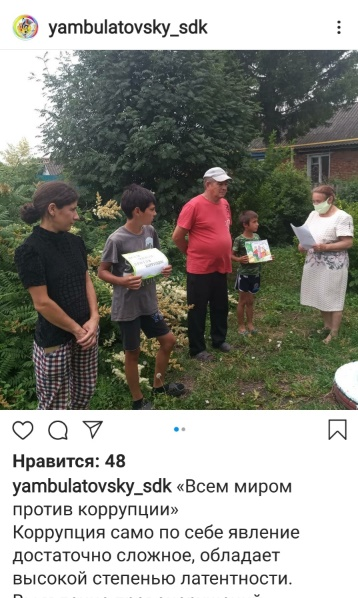 yambulatovsky_sdk
Нравится: 48
yambulatovsky_sdk «Всем миром
против коррупции»
Коррупция само по себе явление
достаточно сложное, обладает
высокой степенью латентности.